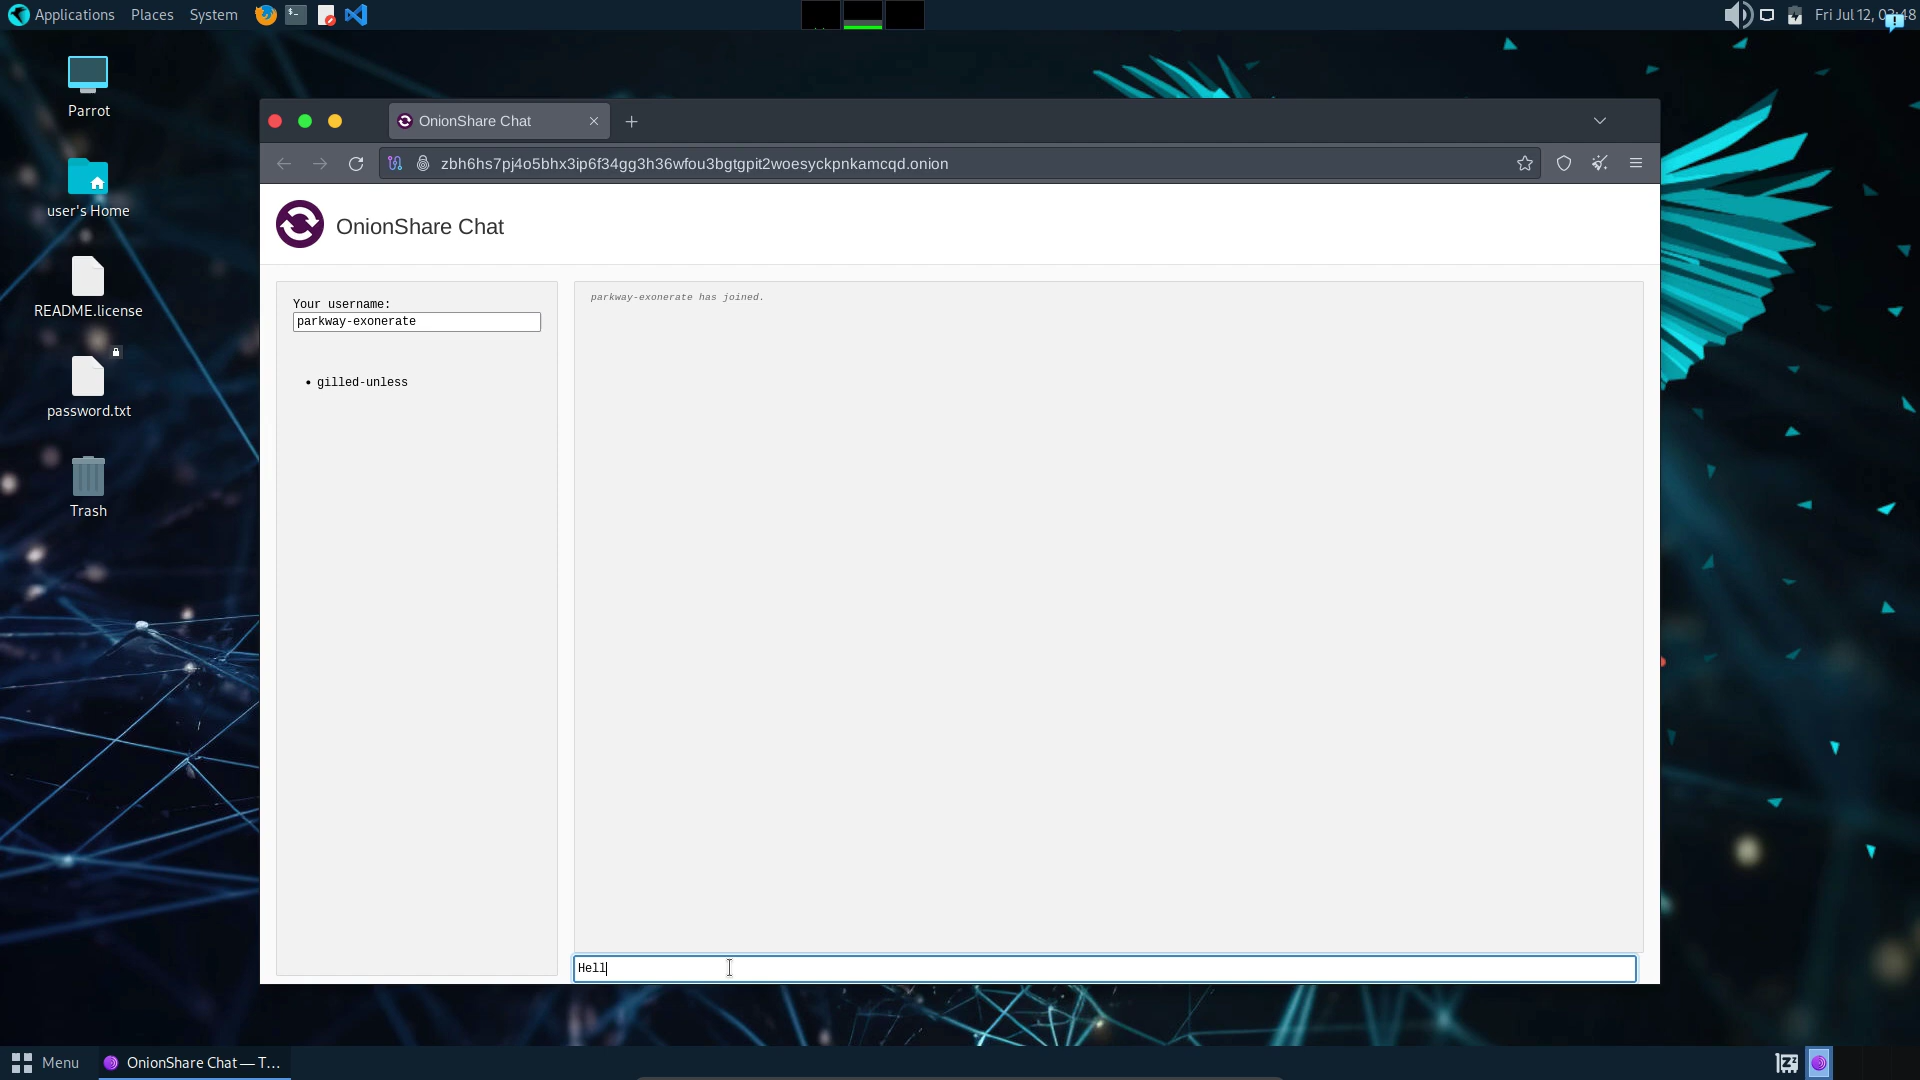 Applications Places System
Fri Jul 12,
Parrot
user's Home
README.license
password.txt
Trash
OnionShare Chat
zbh6hs7pj4o5bhx3ip6f34gg3h36wfou3bgtgpit2woesyckpnkamcqd.onion
OnionShare Chat
Your username:
parkway-exonerate
• gilled-unless
parkway-exonerate has joined.
Hell
Menu
OnionShare Chat — T...